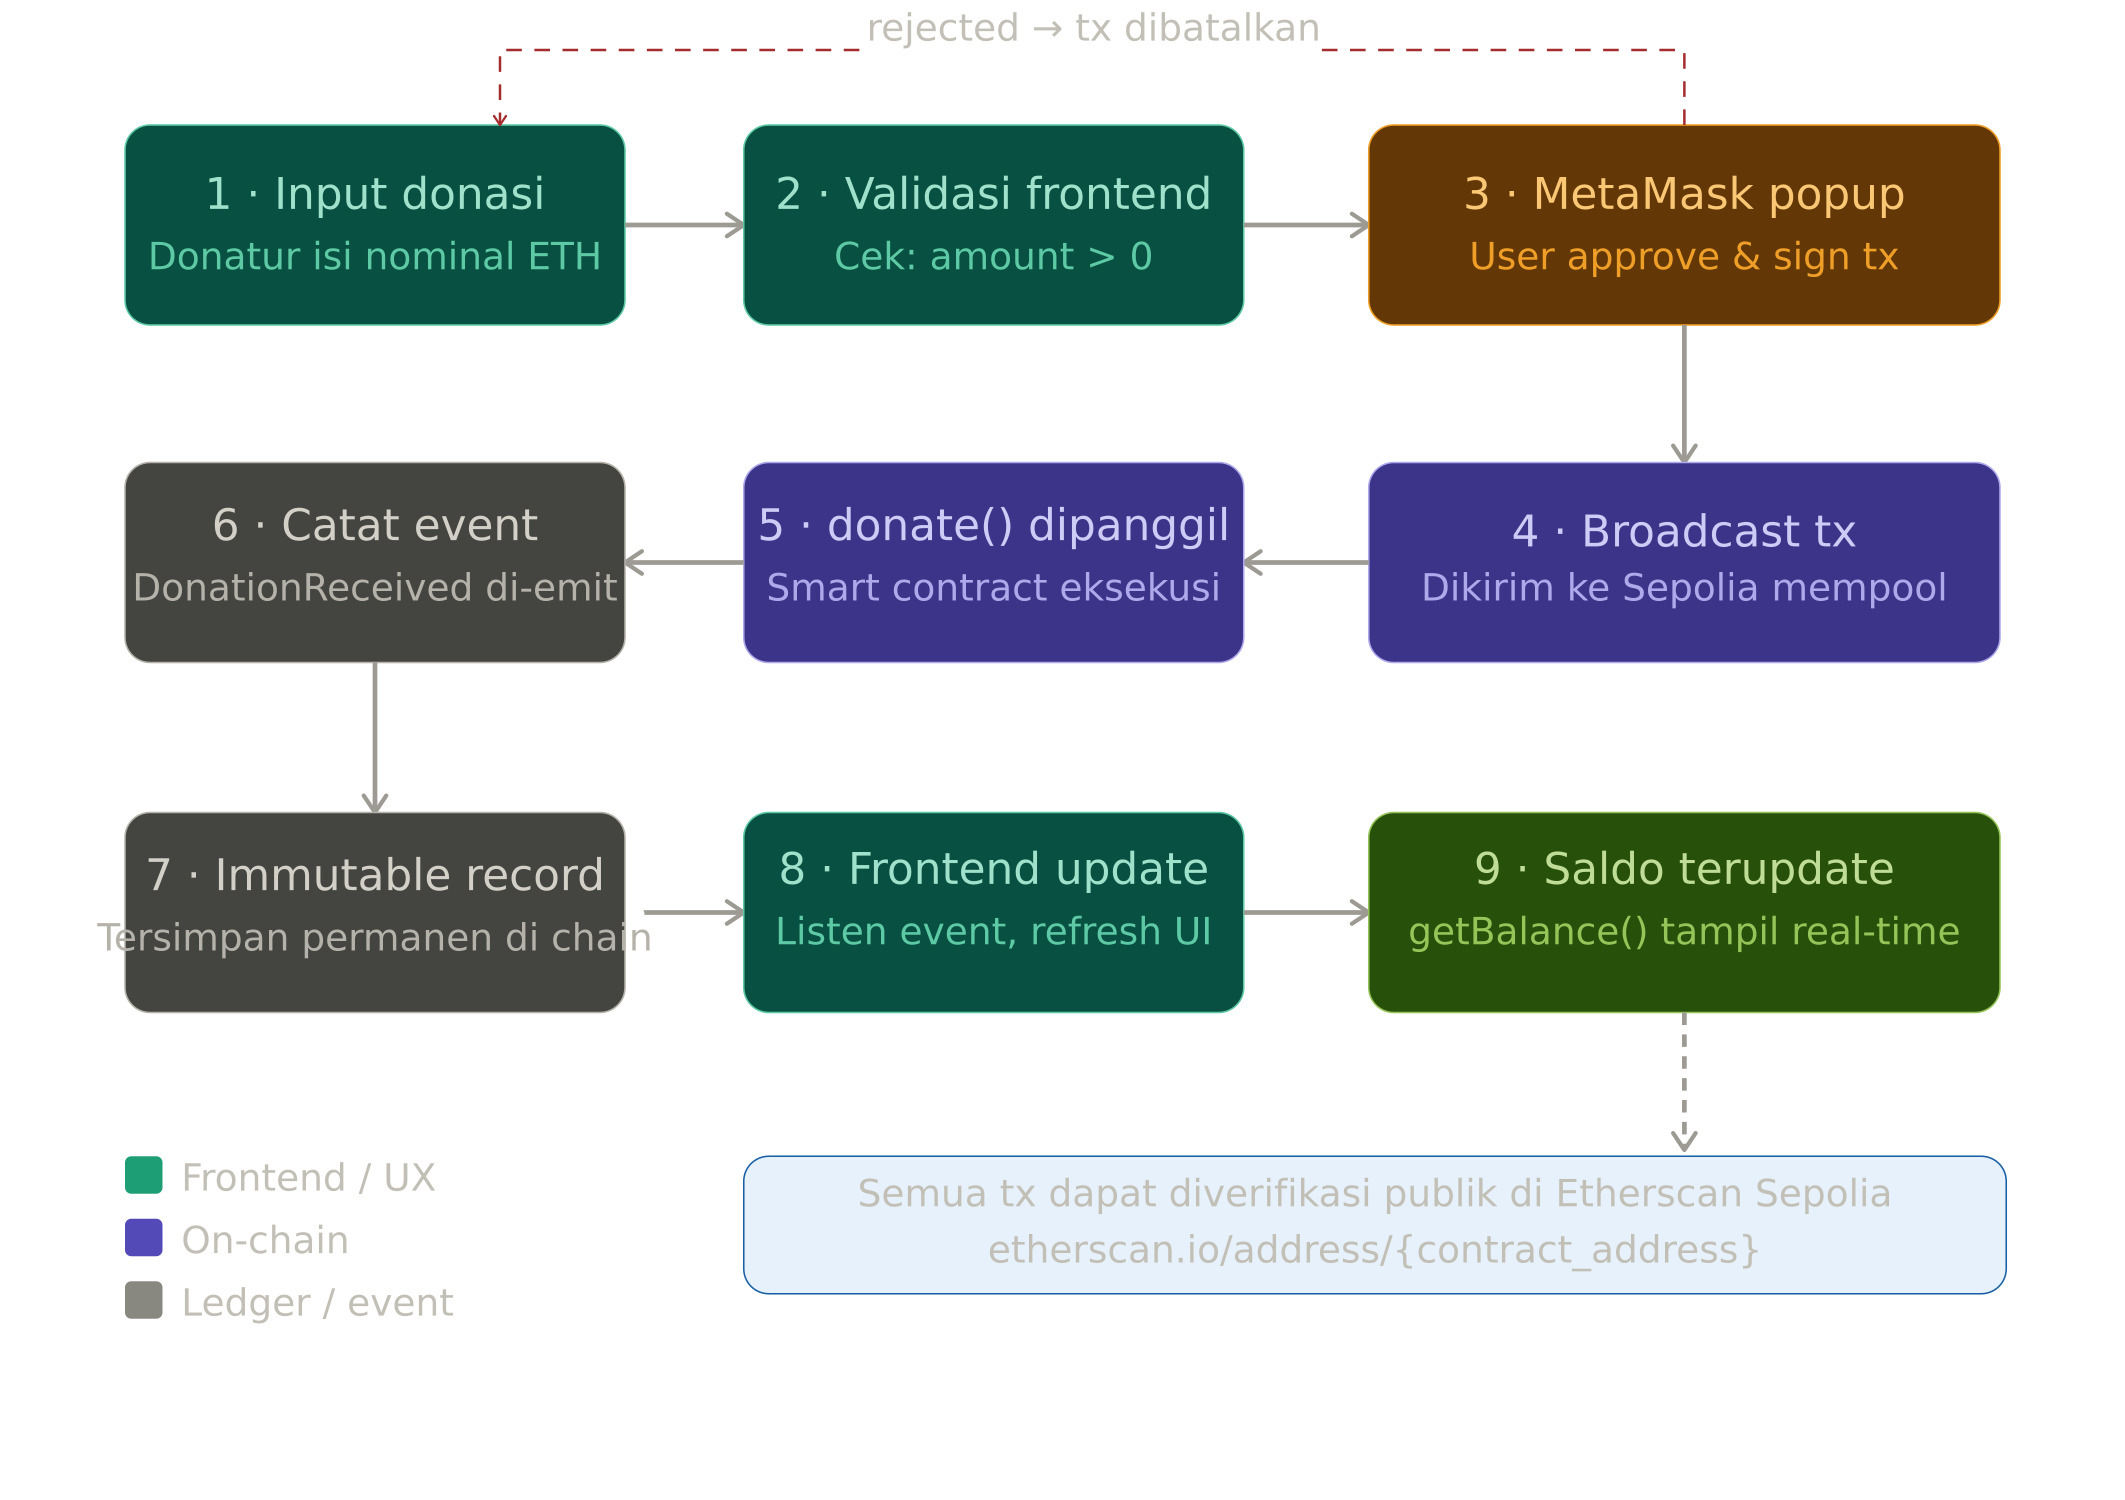 rejected → tx dibatalkan
1 · Input donasi
Donatur isi nominal ETH
2 · Validasi frontend
Cek: amount > 0
3 · MetaMask popup
User approve & sign tx
4 · Broadcast tx
Dikirim ke Sepolia mempool
5 · donate() dipanggil
Smart contract eksekusi
6 · Catat event
DonationReceived di-emit
7 · Immutable record
Tersimpan permanen di chain
8 · Frontend update
Listen event, refresh UI
9 · Saldo terupdate
getBalance() tampil real-time
Semua tx dapat diverifikasi publik di Etherscan Sepolia
etherscan.io/address/{contract_address}
Frontend / UX
On-chain
Ledger / event